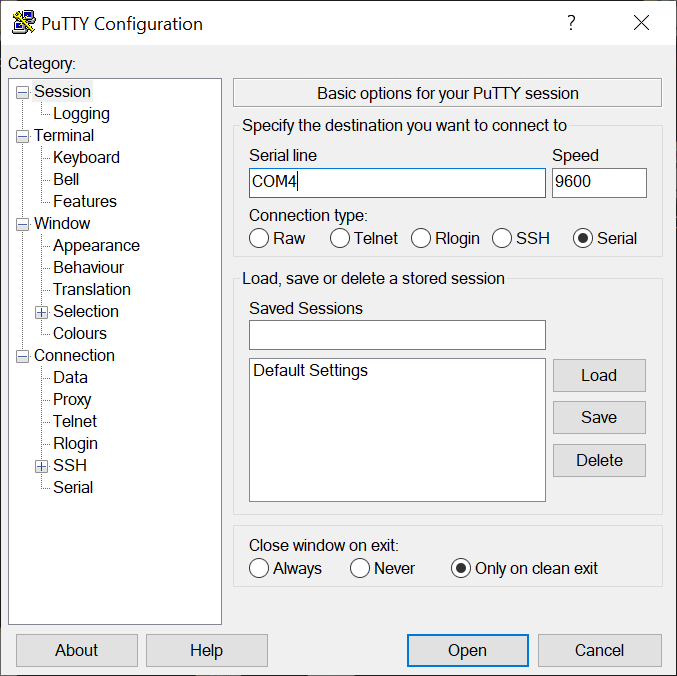 PuTTY Configuration
?
Category:
Session
Logging
Terminal
Keyboard
Bell
Features
Window
Appearance
Behaviour
Translation
Selection
Colours
Connection
Data
Proxy
Telnet
Rlogin
SSH
Serial
Basic options for your PuTTY session
Specify the destination you want to connect to
Serial line Speed
COM4 9600
Connection type:
Raw Telnet Rlogin SSH Serial
Load, save or delete a stored session
Saved Sessions
Default Settings
Load
Save
Delete
Close window on exit:
Always Never Only on clean exit
About Help Open Cancel